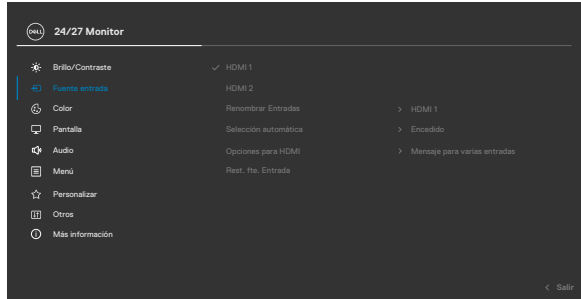 DELL
24/27 Monitor
Brillo/Contraste
✓ HDMI 1
Fuente entrada
HDMI 2
Color
Renombrar Entradas > HDMI 1
Pantalla
Selección automática > Encedido
Audio
Opciones para HDMI > Mensaje para varias entradas
Menú
Rest. fte. Entrada
Personalizar
Otros
Más información
< Salir